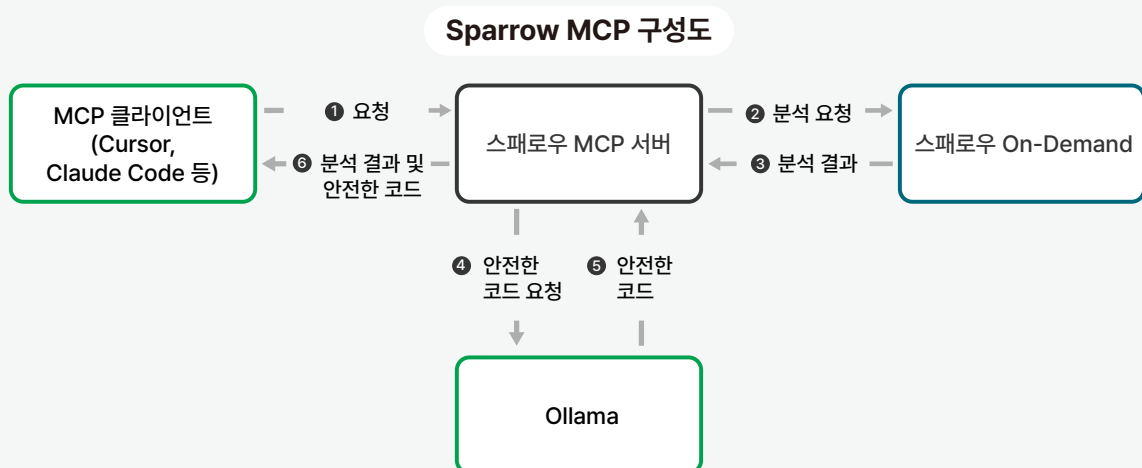 Sparrow MCP 구성도
MCP 클라이언트
(Cursor,
Claude Code 등)
❶ 요청
❻ 분석 결과 및
안전한 코드
스패로우 MCP 서버
❷ 분석 요청
❸ 분석 결과
스패로우 On-Demand
❹ 안전한
코드 요청
❺ 안전한
코드
Ollama